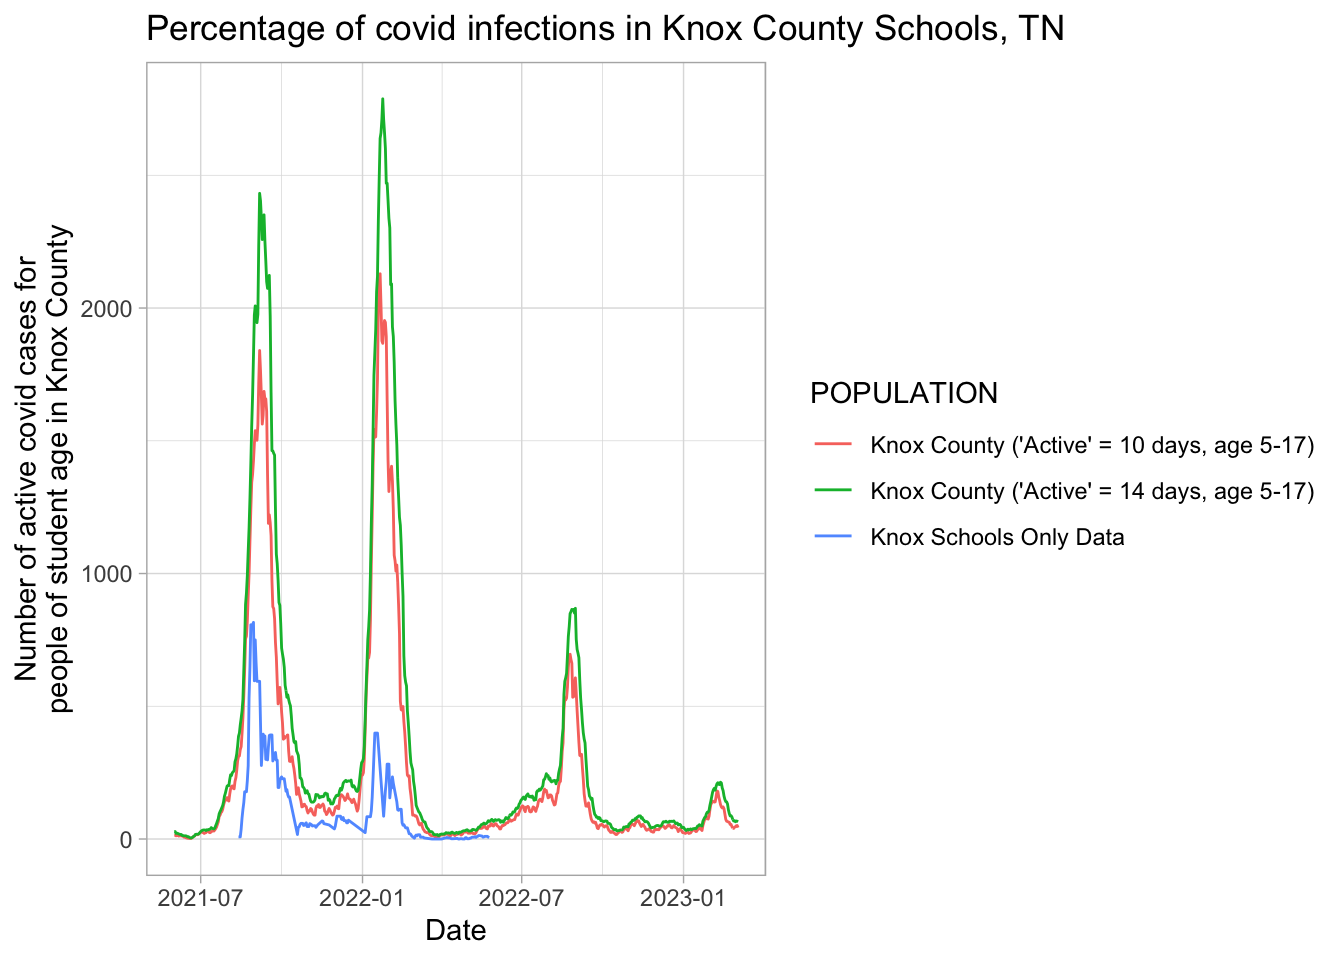 Percentage of covid infections in Knox County Schools, TN
Number of active covid cases for
people of student age in Knox County
2000
1000
0
2021-07
2022-01
2022-07
2023-01
Date
POPULATION
Knox County ('Active' = 10 days, age 5-17)
Knox County ('Active' = 14 days, age 5-17)
Knox Schools Only Data